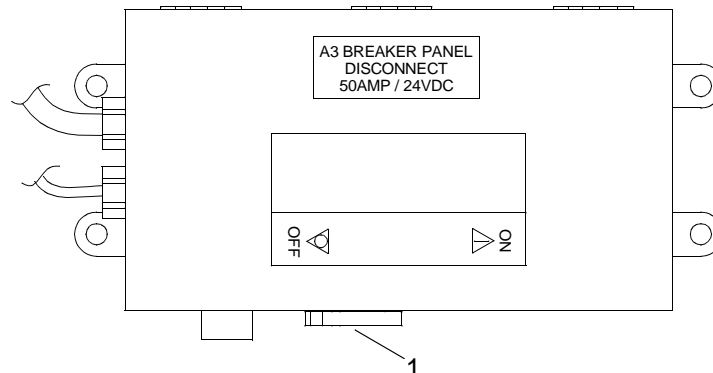 A3 BREAKER PANEL
DISCONNECT
50AMP / 24VDC
OFF
ON
1